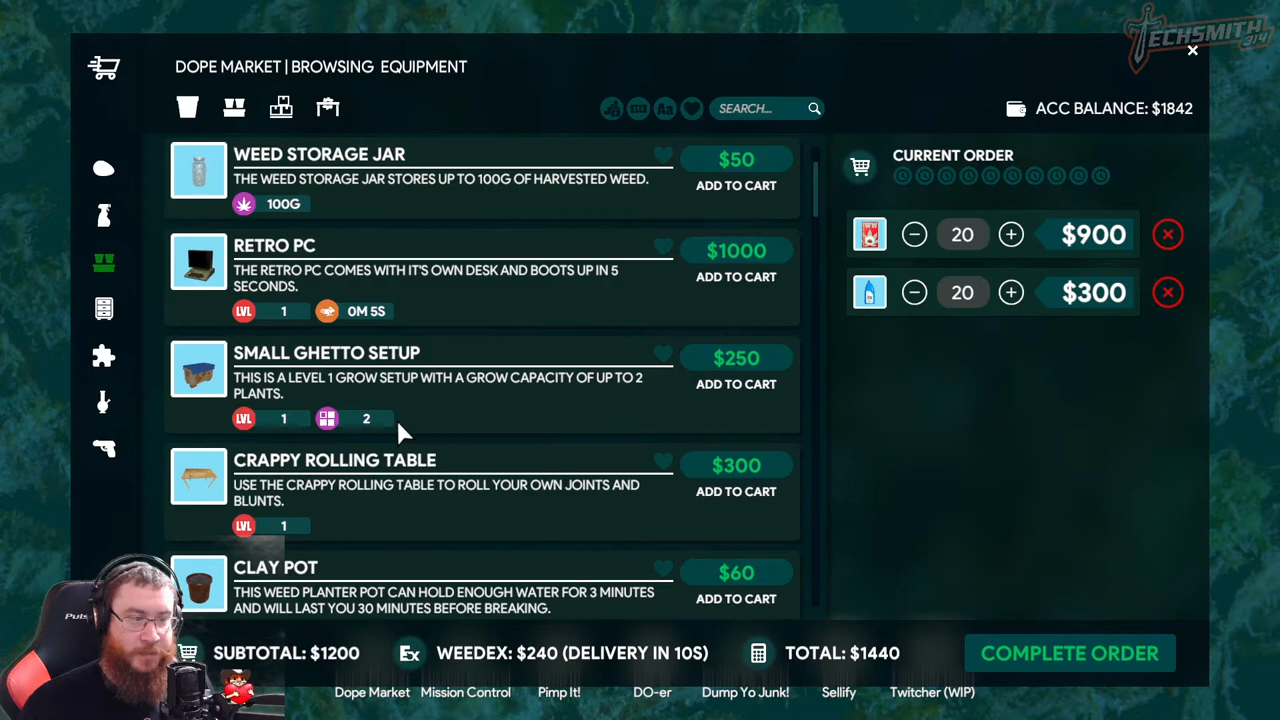 TECHSMITH314
DOPE MARKET | BROWSING EQUIPMENT
SEARCH...
ACC BALANCE: $1842
WEED STORAGE JAR
THE WEED STORAGE JAR STORES UP TO 100G OF HARVESTED WEED.
100G
$50
ADD TO CART
RETRO PC
THE RETRO PC COMES WITH IT'S OWN DESK AND BOOTS UP IN 5
SECONDS.
LVL 1 0M 5S
$1000
ADD TO CART
SMALL GHETTO SETUP
THIS IS A LEVEL 1 GROW SETUP WITH A GROW CAPACITY OF UP TO 2
PLANTS.
LVL 1 2
$250
ADD TO CART
CRAPPY ROLLING TABLE
USE THE CRAPPY ROLLING TABLE TO ROLL YOUR OWN JOINTS AND
BLUNTS.
LVL 1
$300
ADD TO CART
CLAY POT
THIS WEED PLANTER POT CAN HOLD ENOUGH WATER FOR 3 MINUTES
AND WILL LAST YOU 30 MINUTES BEFORE BREAKING.
$60
ADD TO CART
CURRENT ORDER
20 $900
20 $300
SUBTOTAL: $1200
Ex WEEDEX: $240 (DELIVERY IN 10S)
TOTAL: $1440
COMPLETE ORDER
Dope Market Mission Control Pimp It! DO-er Dump Yo Junk! Sellify Twitcher (WIP)